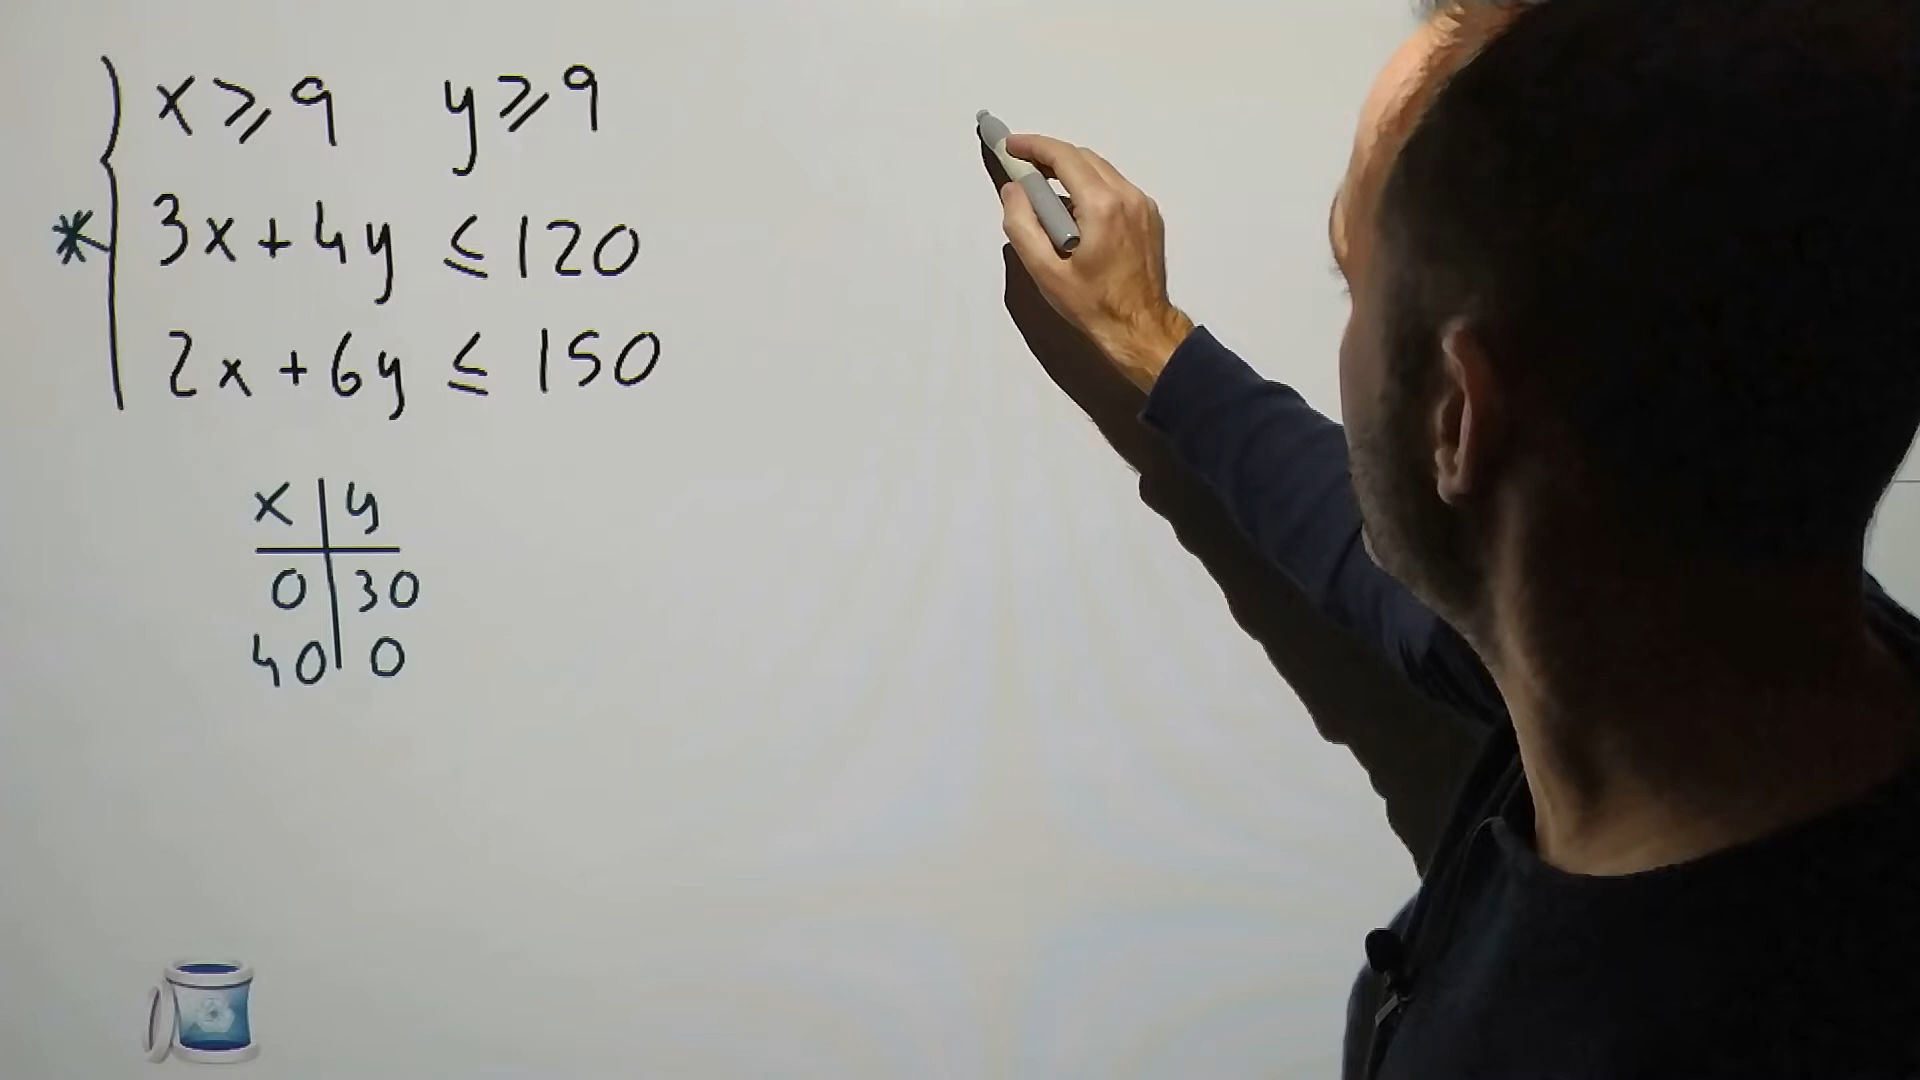 x ⩾ 9 y ⩾ 9
* 3x + 4y ≤ 120
2x + 6y ≤ 150
x | y
0 | 30
40 | 0